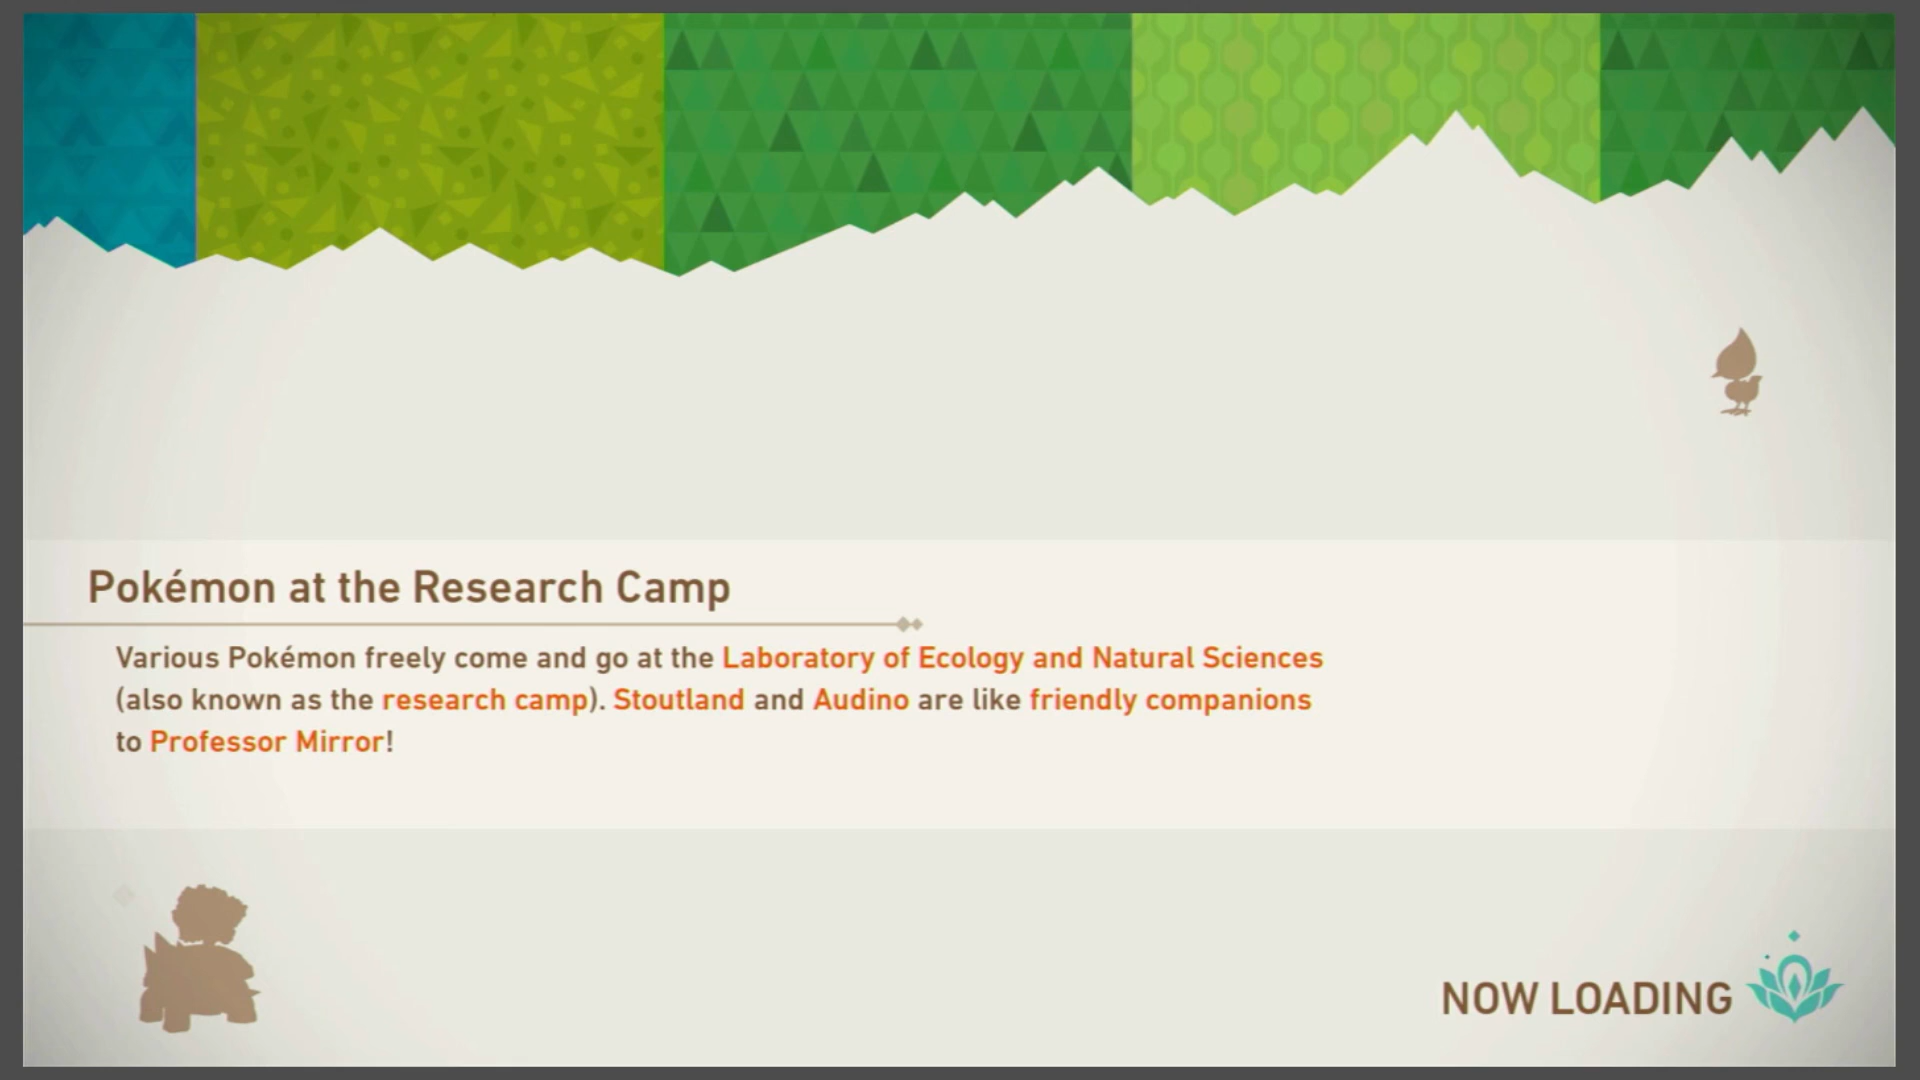 Pokémon at the Research Camp
Various Pokémon freely come and go at the Laboratory of Ecology and Natural Sciences
(also known as the research camp). Stoutland and Audino are like friendly companions
to Professor Mirror!
NOW LOADING